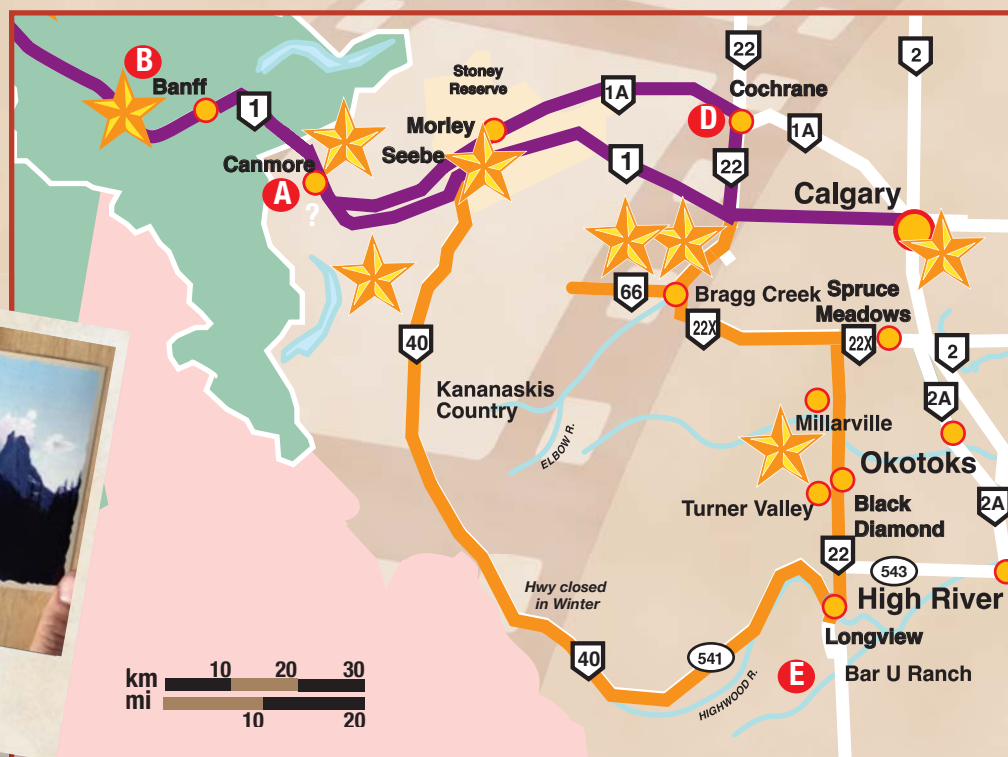 B
Banff
1
Stoney
Reserve
22
2
1A
Cochrane
D
1A
Morley
Seebe
Canmore
A
?
1
22
Calgary
66
Bragg Creek
Spruce
Meadows
22X
22X
2
40
Kananaskis
Country
2A
Millarville
ELBOW R.
Okotoks
Turner Valley
Black
Diamond
2A
22
543
Hwy closed
in Winter
High River
Longview
40
541
E
Bar U Ranch
HIGHWOOD R.
km 10 20 30
mi
10 20